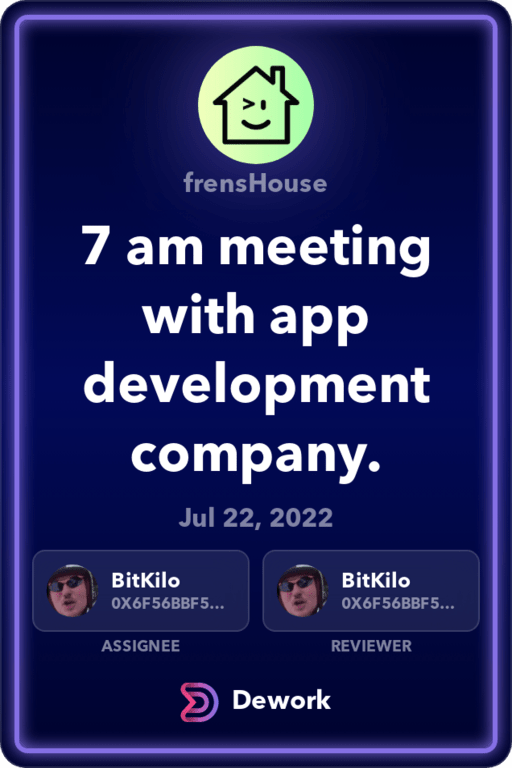 frensHouse
7 am meeting
with app
development
company.
Jul 22, 2022
BitKilo
0X6F56BBF5...
BitKilo
0X6F56BBF5...
ASSIGNEE
REVIEWER
Dework